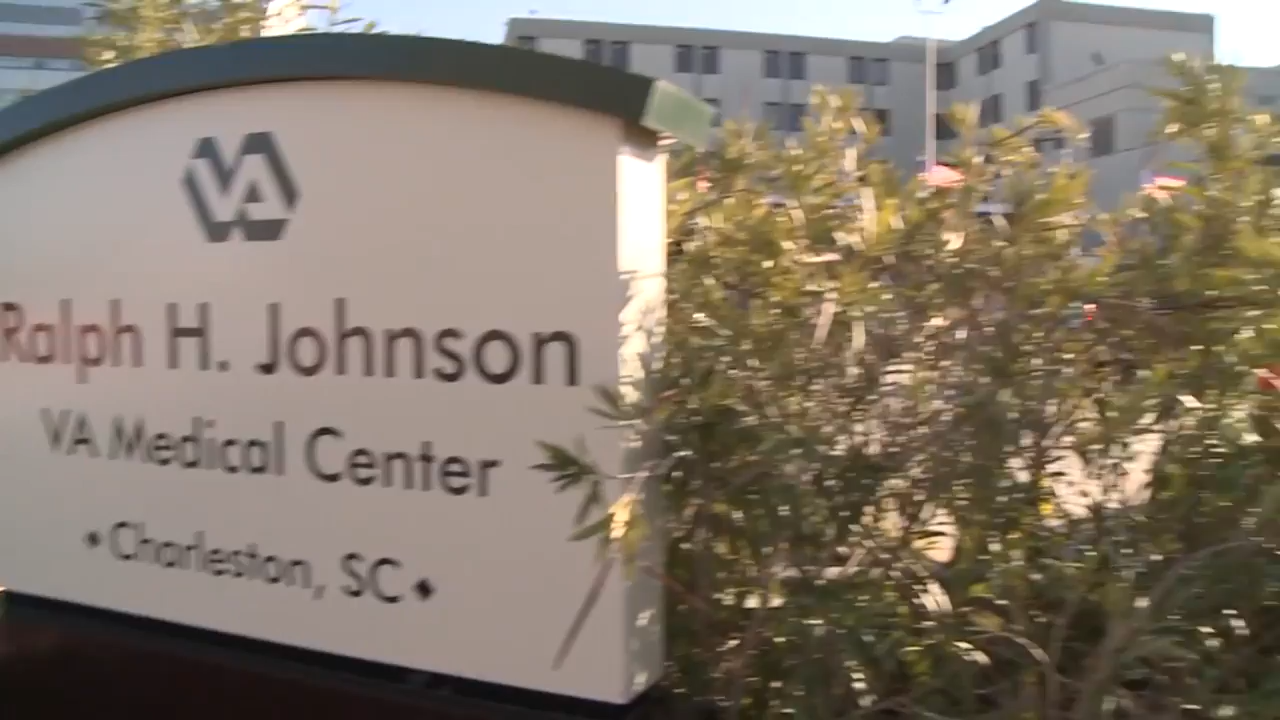 VA
Ralph H. Johnson
VA Medical Center
• Charleston, SC •